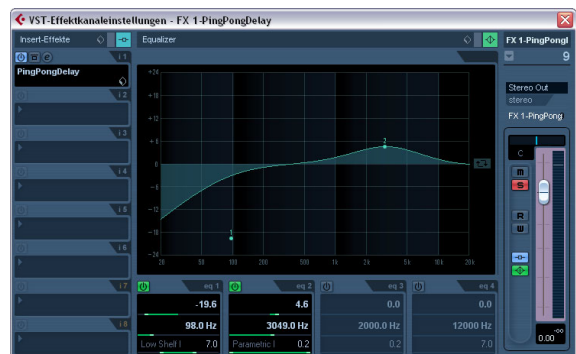 VST-Effektkanaleinstellungen - FX 1-PingPongDelay
Insert-Effekte
Equalizer
FX 1-PingPongl
i 1
9
PingPongDelay
i 2
i 3
i 4
i 5
i 6
i 7
i 8
+24
+18
+12
+6
0
-6
-12
-18
-24
20
50
100
200
500
1k
2k
5k
10k
20k
1
2
Stereo Out
stereo
FX 1-PingPong
C
m
S
R
W
-oo
0.00
eq 1
eq 2
eq 3
eq 4
-19.6
4.6
0.0
0.0
98.0 Hz
3049.0 Hz
2000.0 Hz
12000 Hz
Low Shelf I 7.0
Parametric I 0.2
0.2
7.0